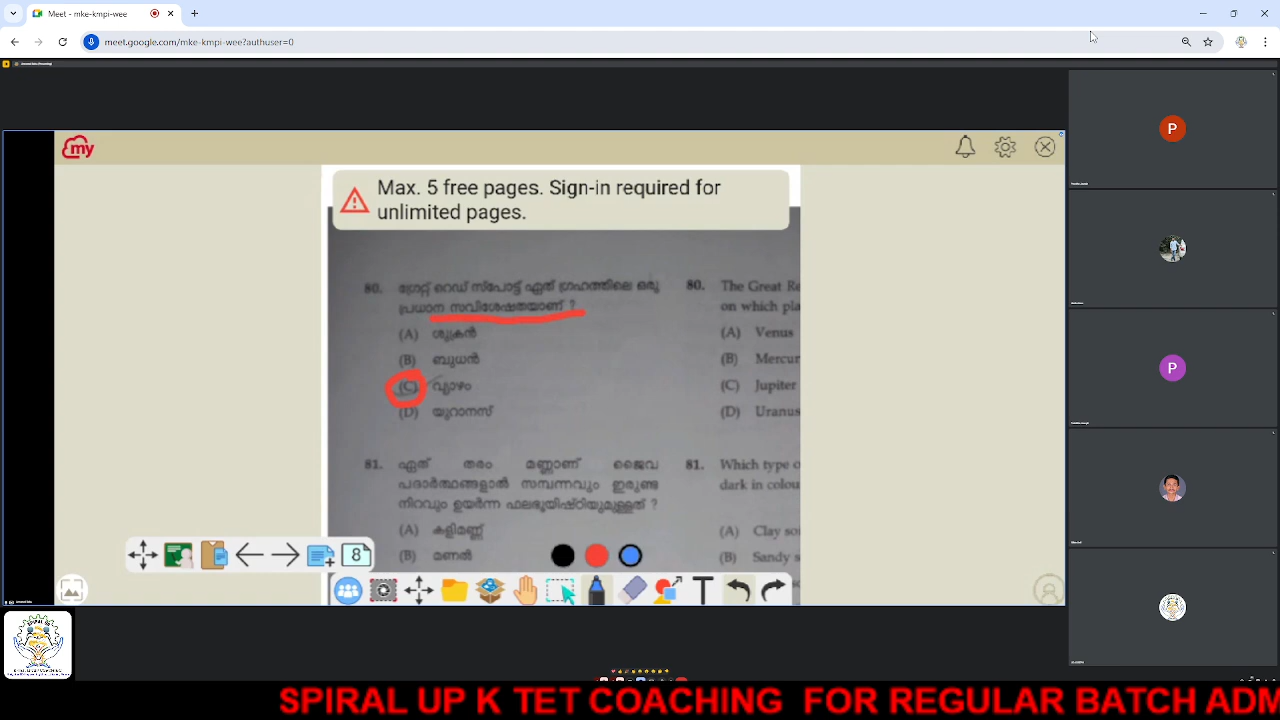 Meet - mke-kmpi-wee
meet.google.com/mke-kmpi-wee?authuser=0
my
Max. 5 free pages. Sign-in required for
unlimited pages.
80. ഗ്രേറ്റ് റെഡ് സ്പോട്ട് ഏത് ഗ്രഹത്തിലെ ഒരു
പ്രധാന സവിശേഷതയാണ് ?
(A) ശുക്രൻ
(B) ബുധൻ
(C) വ്യാഴം
(D) യുറാനസ്
81. ഏത് തരം മണ്ണാണ് ജൈവ
പദാർത്ഥങ്ങളാൽ സമ്പന്നവും ഇരുണ്ട
നിറവും ഉയർന്ന ഫലഭൂയിഷ്ഠിയുമുള്ളത് ?
(A) കളിമണ്ണ്
(B) മണൽ
80. The Great Re
on which pla
(A) Venus
(B) Mercur
(C) Jupiter
(D) Uranus
81. Which type o
dark in colou
(A) Clay soi
(B) Sandy s
8
T
P
P
SPIRAL UP K TET COACHING FOR REGULAR BATCH ADM